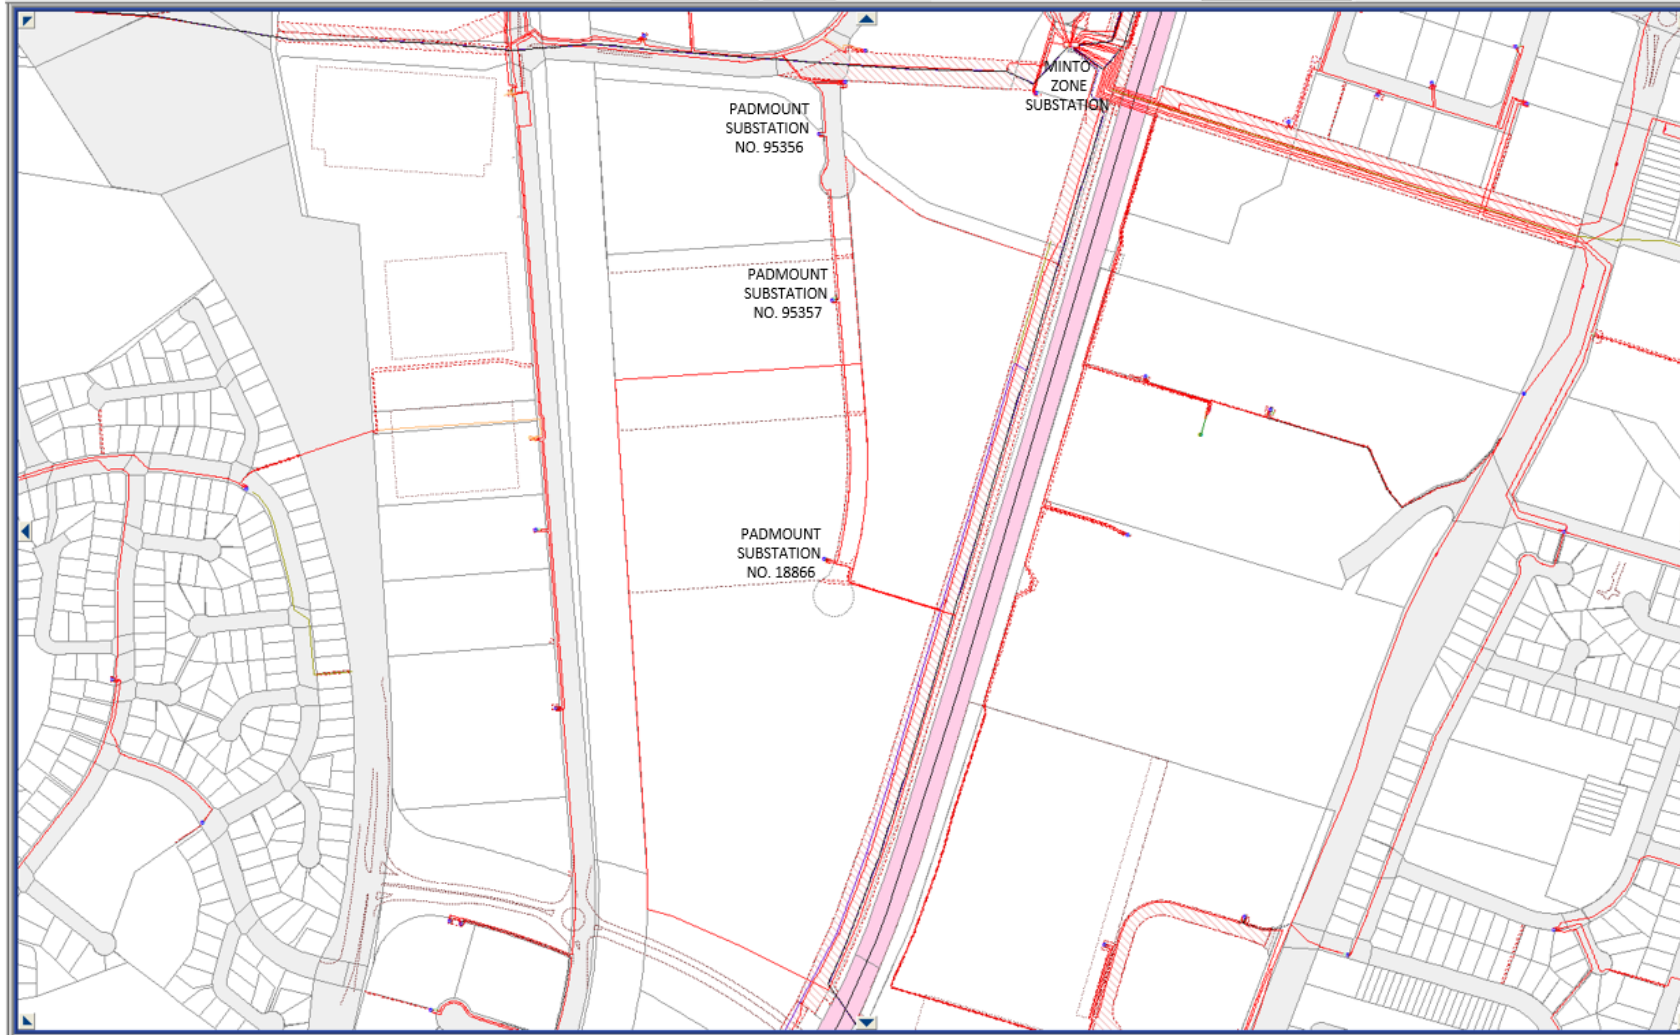 MINTO
ZONE
SUBSTATION
PADMOUNT
SUBSTATION
NO. 95356
PADMOUNT
SUBSTATION
NO. 95357
PADMOUNT
SUBSTATION
NO. 18866